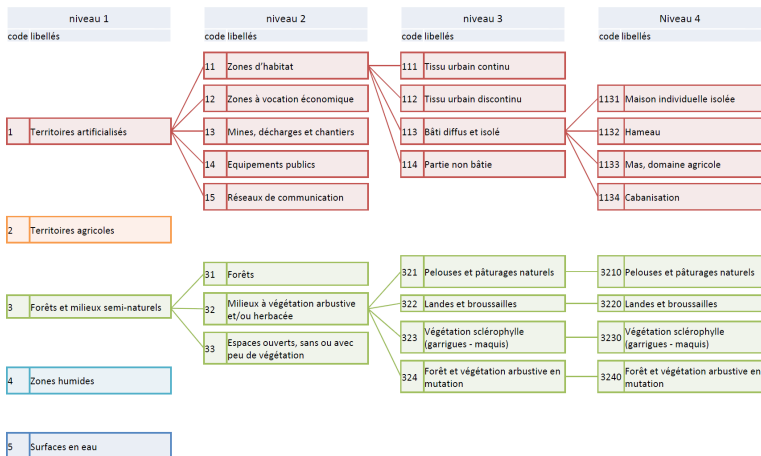 niveau 1
niveau 2
niveau 3
Niveau 4
code libellés
code libellés
code libellés
code libellés
1 Territoires artificialisés
11 Zones d'habitat
12 Zones à vocation économique
13 Mines, décharges et chantiers
14 Equipements publics
15 Réseaux de communication
111 Tissu urbain continu
112 Tissu urbain discontinu
113 Bâti diffus et isolé
114 Partie non bâtie
1131 Maison individuelle isolée
1132 Hameau
1133 Mas, domaine agricole
1134 Cabanisation
2 Territoires agricoles
3 Forêts et milieux semi-naturels
31 Forêts
32 Milieux à végétation arbustive
et/ou herbacée
33 Espaces ouverts, sans ou avec
peu de végétation
321 Pelouses et pâturages naturels
322 Landes et broussailles
323 Végétation sclérophylle
(garrigues - maquis)
324 Forêt et végétation arbustive en
mutation
3210 Pelouses et pâturages naturels
3220 Landes et broussailles
3230 Végétation sclérophylle
(garrigues - maquis)
3240 Forêt et végétation arbustive en
mutation
4 Zones humides
5 Surfaces en eau